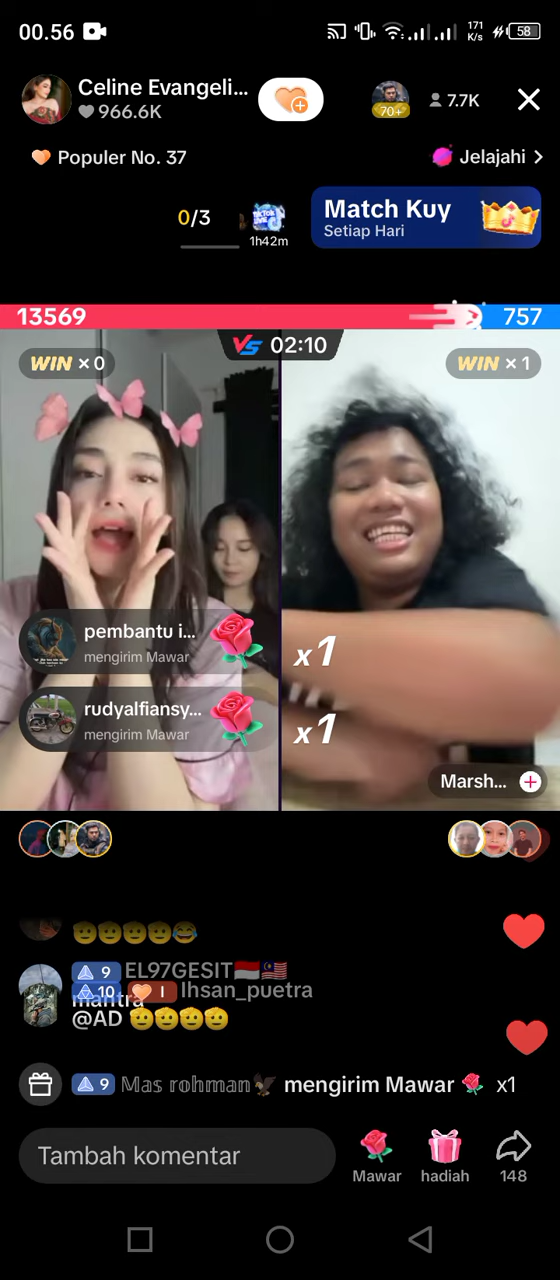 00.56
171
K/s
58
Celine Evangeli...
966.6K
70+
7.7K
Populer No. 37
Jelajahi >
0/3
1h42m
Match Kuy
Setiap Hari
13569
757
VS 02:10
WIN × 0
WIN × 1
pembantu i...
mengirim Mawar
x1
rudyalfiansy...
mengirim Mawar
x1
Marsh...
🫡🫡🫡🫡😂
9 EL97GESIT🇮🇩🇲🇾
mantra
10 I Ihsan_puetra
@AD 🫡🫡🫡🫡
9 𝕄𝕒𝕤 𝕣𝕠𝕙𝕞𝕒𝕟🦅 mengirim Mawar 🌹 x1
Tambah komentar
Mawar
hadiah
148